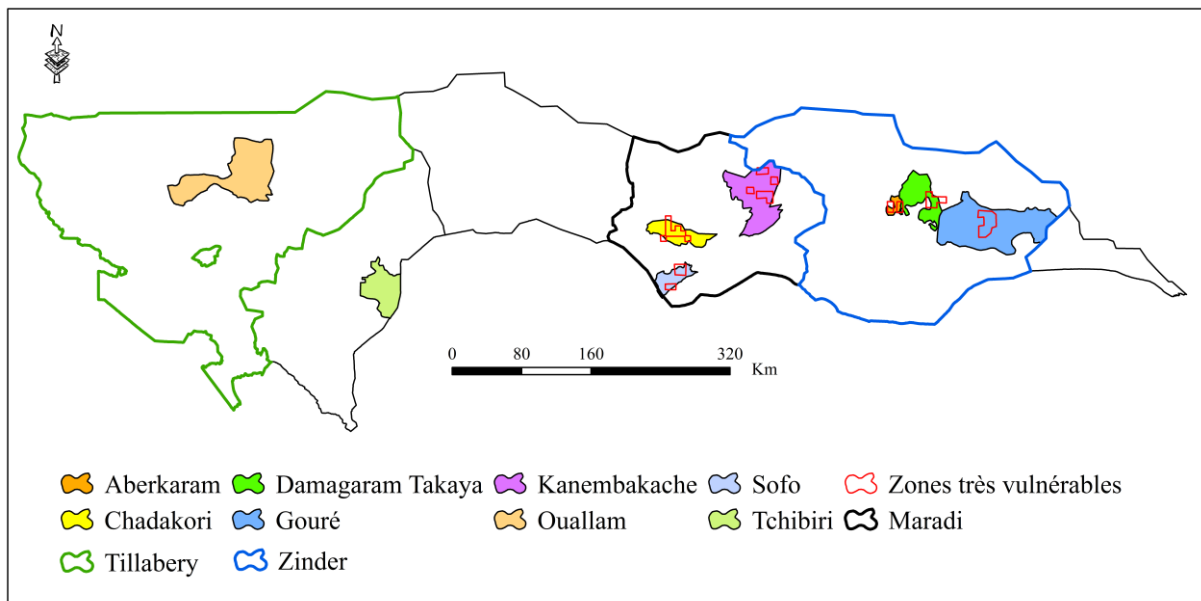 N
0 80 160 320
Km
Aberkaram Damagaram Takaya Kanembakache Sofo Zones très vulnérables
Chadakori Gouré Ouallam Tchibiri Maradi
Tillabery Zinder